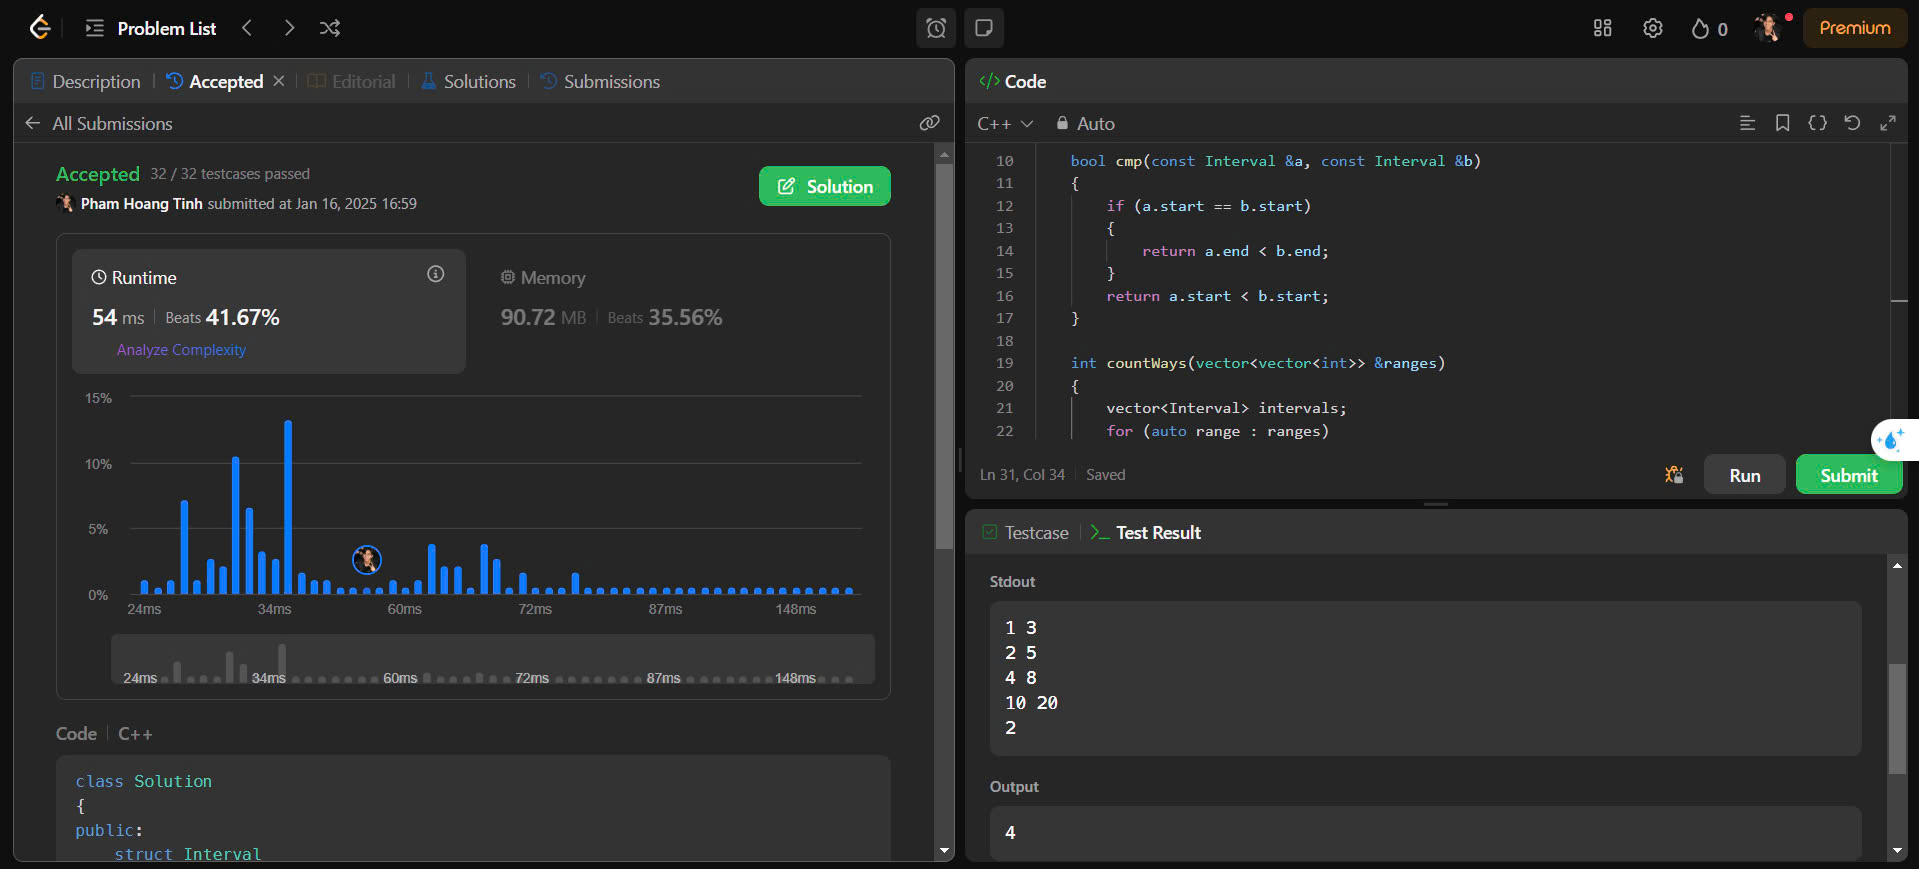 Problem List
0
Premium
Description
Accepted
Editorial
Solutions
Submissions
All Submissions
Accepted 32 / 32 testcases passed
Pham Hoang Tinh submitted at Jan 16, 2025 16:59
Solution
Runtime
54 ms Beats 41.67%
Analyze Complexity
Memory
90.72 MB Beats 35.56%
15%
10%
5%
0%
24ms 34ms 60ms 72ms 87ms 148ms
24ms 34ms 60ms 72ms 87ms 148ms
Code C++
class Solution
{
public:
struct Interval
</> Code
C++ Auto
10 bool cmp(const Interval &a, const Interval &b)
11 {
12 if (a.start == b.start)
13 {
14 return a.end < b.end;
15 }
16 return a.start < b.start;
17 }
18
19 int countWays(vector<vector<int>> &ranges)
20 {
21 vector<Interval> intervals;
22 for (auto range : ranges)
Ln 31, Col 34 Saved
Run
Submit
Testcase
Test Result
Stdout
1 3
2 5
4 8
10 20
2
Output
4